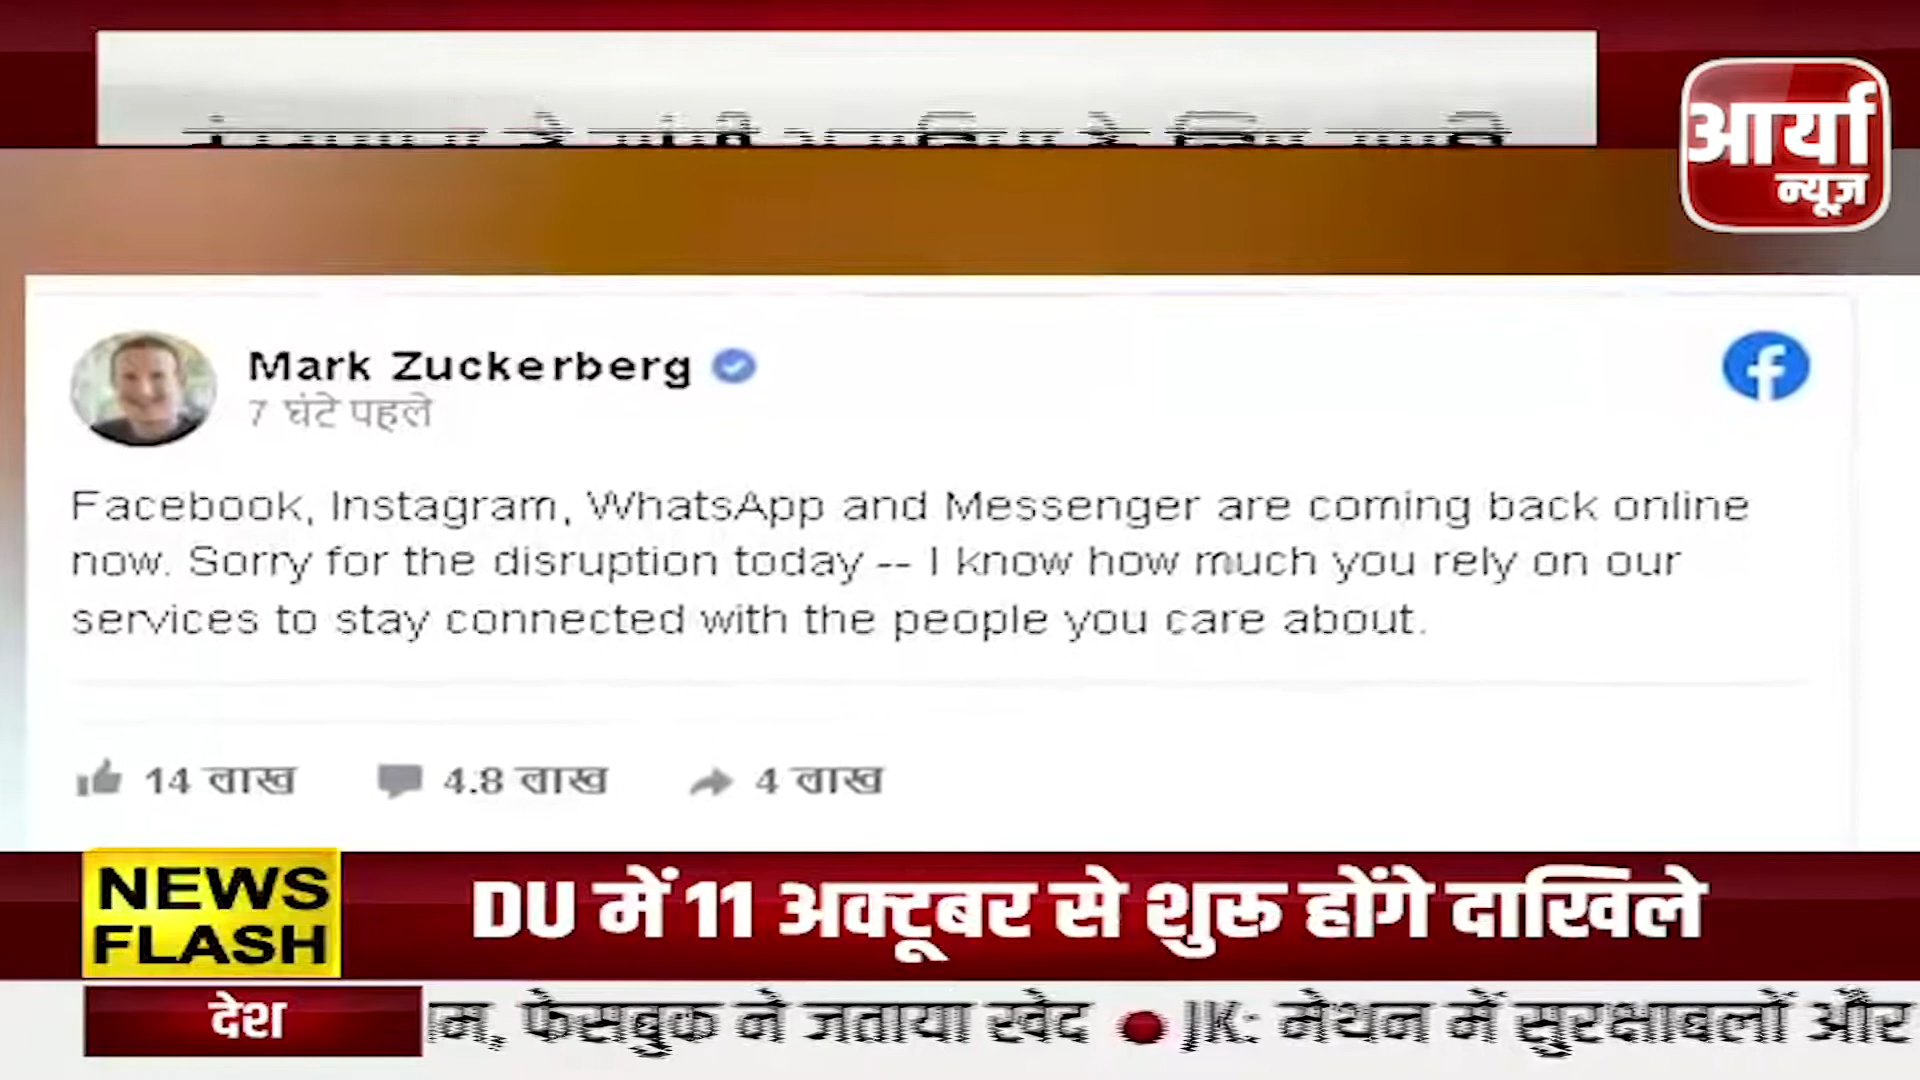 आर्या
न्यूज़
Mark Zuckerberg
7 घंटे पहले
Facebook, Instagram, WhatsApp and Messenger are coming back online
now. Sorry for the disruption today -- I know how much you rely on our
services to stay connected with the people you care about.
14 लाख 4.8 लाख 4 लाख
NEWS
FLASH
DU में 11 अक्टूबर से शुरू होंगे दाखिले
देश
फेसबुक ने जताया खेद ● JK: में सुरक्षाबलों और